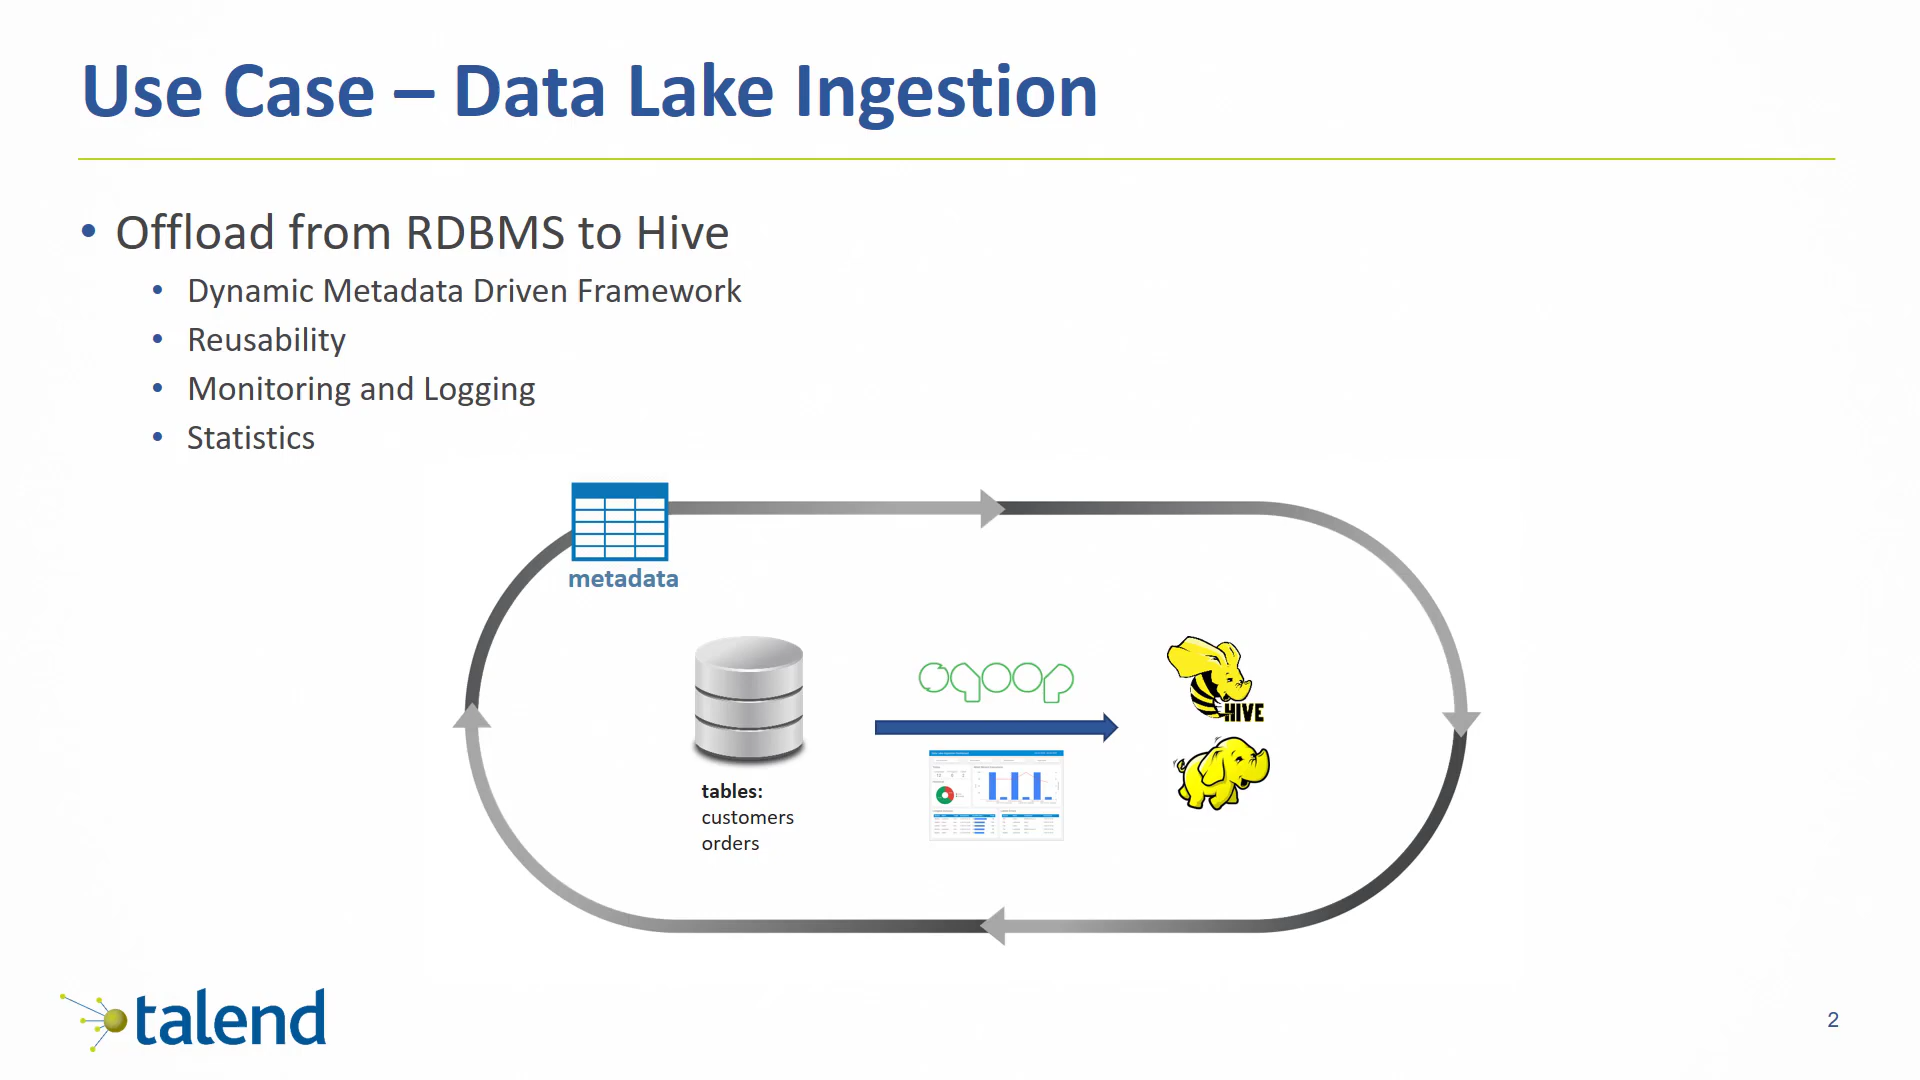 Use Case – Data Lake Ingestion
• Offload from RDBMS to Hive
• Dynamic Metadata Driven Framework
• Reusability
• Monitoring and Logging
• Statistics
metadata
sqoop
HIVE
tables:
customers
orders
talend
2